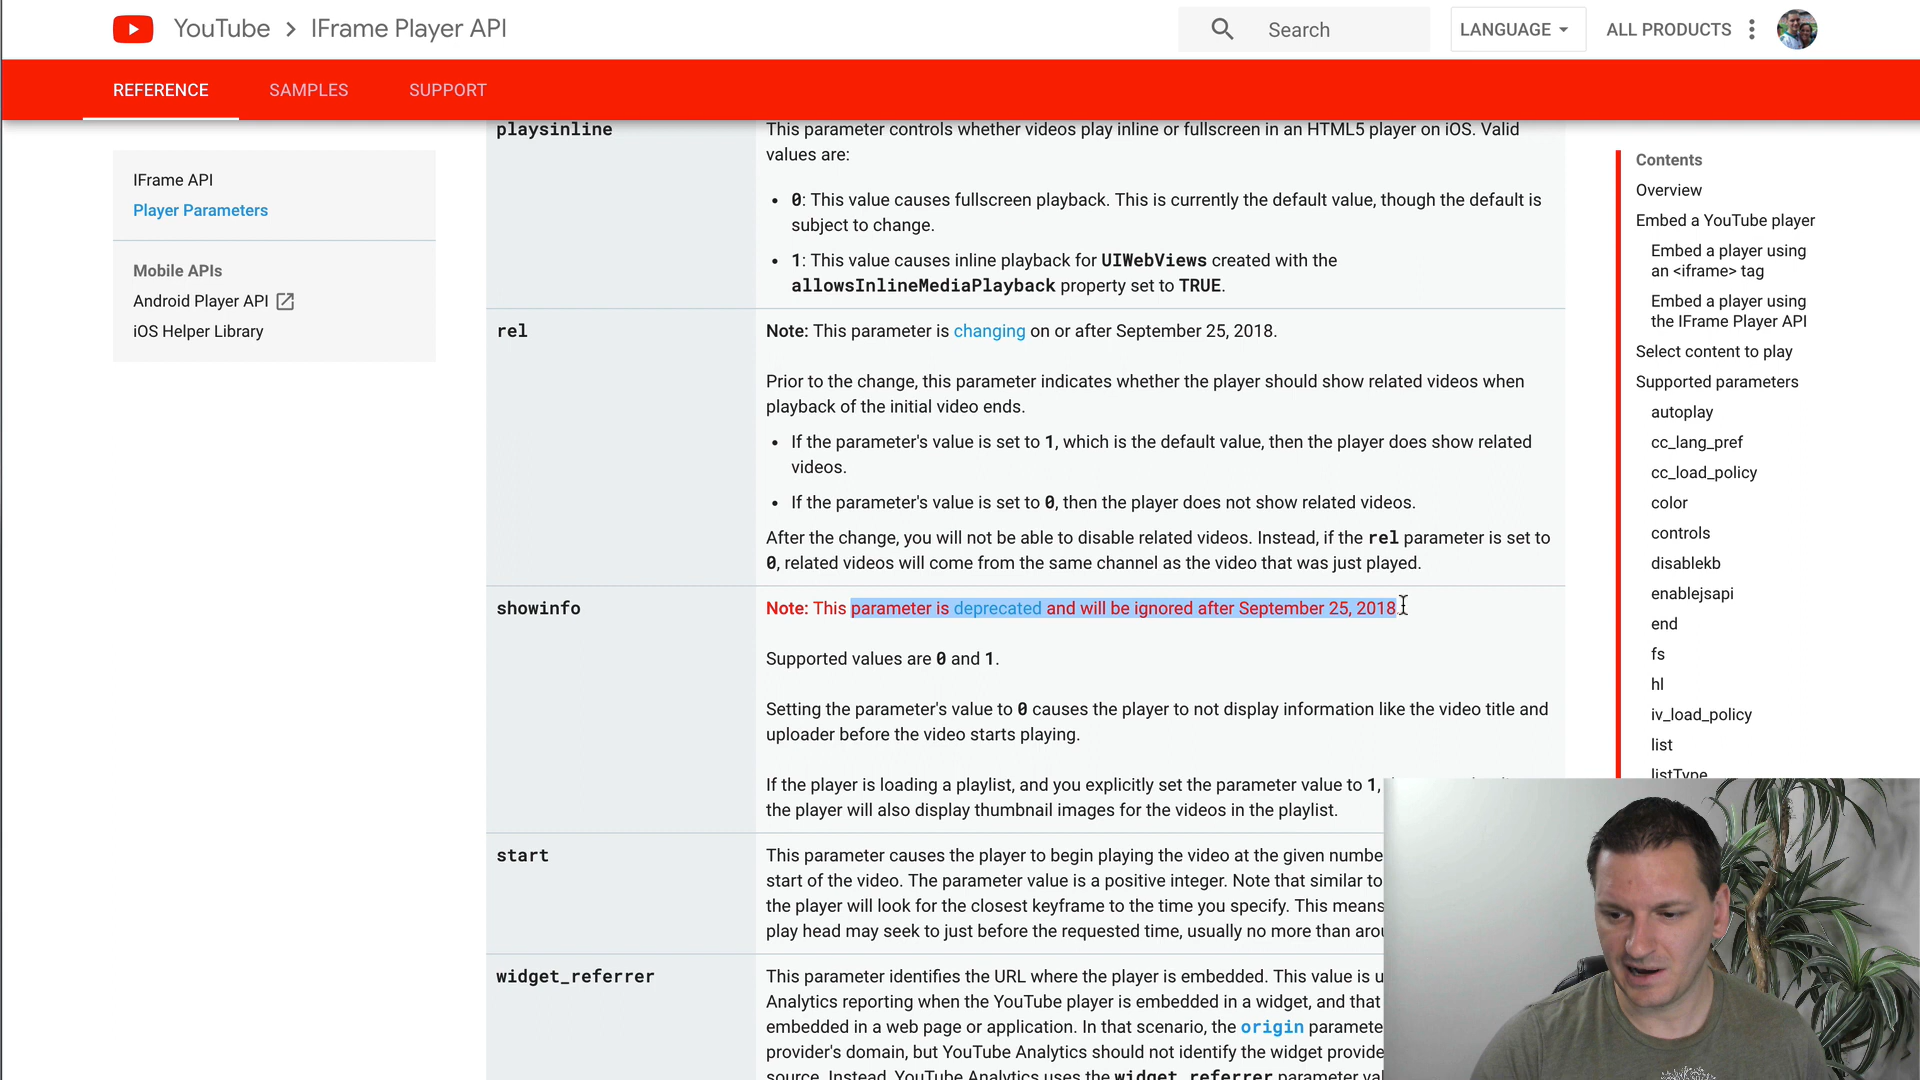 YouTube > IFrame Player API
Search
LANGUAGE
ALL PRODUCTS
REFERENCE
SAMPLES
SUPPORT
IFrame API
Player Parameters
Mobile APIs
Android Player API
iOS Helper Library
playsinline
This parameter controls whether videos play inline or fullscreen in an HTML5 player on iOS. Valid
values are:
• 0: This value causes fullscreen playback. This is currently the default value, though the default is
subject to change.
• 1: This value causes inline playback for UIWebViews created with the
allowsInlineMediaPlayback property set to TRUE.
rel
Note: This parameter is changing on or after September 25, 2018.
Prior to the change, this parameter indicates whether the player should show related videos when
playback of the initial video ends.
• If the parameter's value is set to 1, which is the default value, then the player does show related
videos.
• If the parameter's value is set to 0, then the player does not show related videos.
After the change, you will not be able to disable related videos. Instead, if the rel parameter is set to
0, related videos will come from the same channel as the video that was just played.
showinfo
Note: This parameter is deprecated and will be ignored after September 25, 2018
Supported values are 0 and 1.
Setting the parameter's value to 0 causes the player to not display information like the video title and
uploader before the video starts playing.
If the player is loading a playlist, and you explicitly set the parameter value to 1,
the player will also display thumbnail images for the videos in the playlist.
start
This parameter causes the player to begin playing the video at the given numbe
start of the video. The parameter value is a positive integer. Note that similar to
the player will look for the closest keyframe to the time you specify. This means
play head may seek to just before the requested time, usually no more than arou
widget_referrer
This parameter identifies the URL where the player is embedded. This value is u
Analytics reporting when the YouTube player is embedded in a widget, and that
embedded in a web page or application. In that scenario, the origin paramete
provider's domain, but YouTube Analytics should not identify the widget provide
source. Instead, YouTube Analytics uses the widget_referrer parameter val
Contents
Overview
Embed a YouTube player
Embed a player using
an <iframe> tag
Embed a player using
the IFrame Player API
Select content to play
Supported parameters
autoplay
cc_lang_pref
cc_load_policy
color
controls
disablekb
enablejsapi
end
fs
hl
iv_load_policy
list
listType